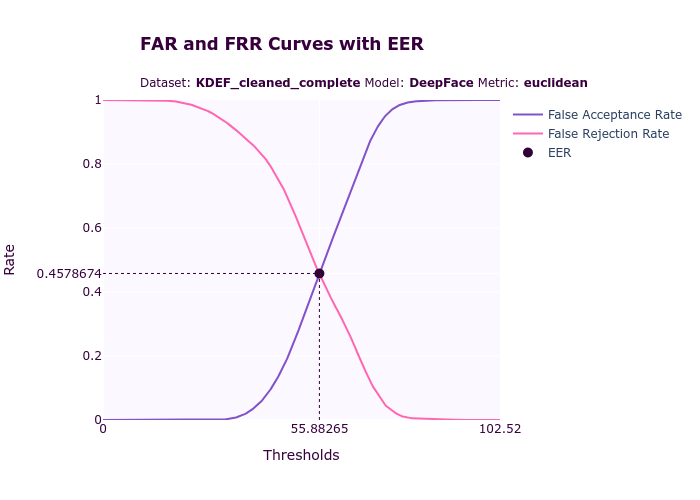 FAR and FRR Curves with EER
Dataset: KDEF_cleaned_complete Model: DeepFace Metric: euclidean
False Acceptance Rate
False Rejection Rate
EER
Rate
1
0.8
0.6
0.4578674
0.4
0.2
0
0 55.88265 102.52
Thresholds